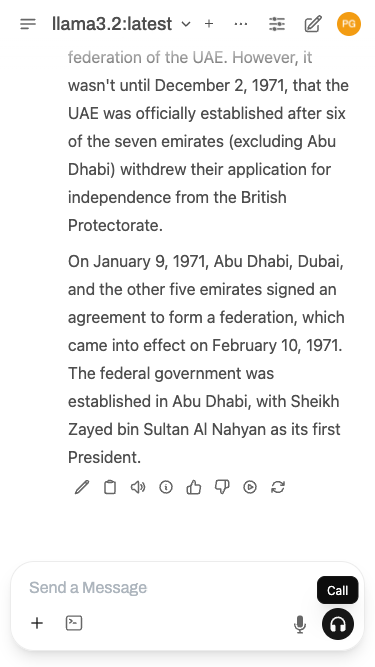 llama3.2:latest
PG
federation of the UAE. However, it
wasn't until December 2, 1971, that the
UAE was officially established after six
of the seven emirates (excluding Abu
Dhabi) withdrew their application for
independence from the British
Protectorate.
On January 9, 1971, Abu Dhabi, Dubai,
and the other five emirates signed an
agreement to form a federation, which
came into effect on February 10, 1971.
The federal government was
established in Abu Dhabi, with Sheikh
Zayed bin Sultan Al Nahyan as its first
President.
Send a Message
Call